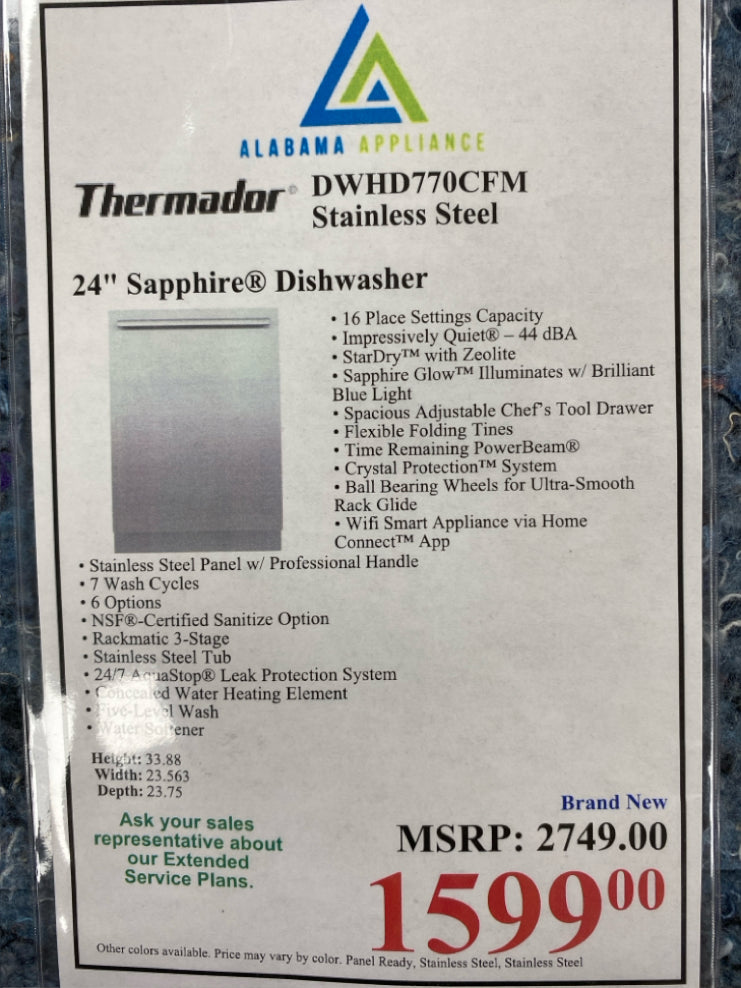 ALABAMA APPLIANCE
Thermador® DWHD770CFM
Stainless Steel
24" Sapphire® Dishwasher
• 16 Place Settings Capacity
• Impressively Quiet® – 44 dBA
• StarDry™ with Zeolite
• Sapphire Glow™ Illuminates w/ Brilliant
Blue Light
• Spacious Adjustable Chef's Tool Drawer
• Flexible Folding Tines
• Time Remaining PowerBeam®
• Crystal Protection™ System
• Ball Bearing Wheels for Ultra-Smooth
Rack Glide
• Wifi Smart Appliance via Home
Connect™ App
• Stainless Steel Panel w/ Professional Handle
• 7 Wash Cycles
• 6 Options
• NSF®-Certified Sanitize Option
• Rackmatic 3-Stage
• Stainless Steel Tub
• 24/7 AquaStop® Leak Protection System
• Concealed Water Heating Element
• Five-Level Wash
• Water Softener
Height: 33.88
Width: 23.563
Depth: 23.75
Ask your sales
representative about
our Extended
Service Plans.
Brand New
MSRP: 2749.00
159900
Other colors available. Price may vary by color. Panel Ready, Stainless Steel, Stainless Steel